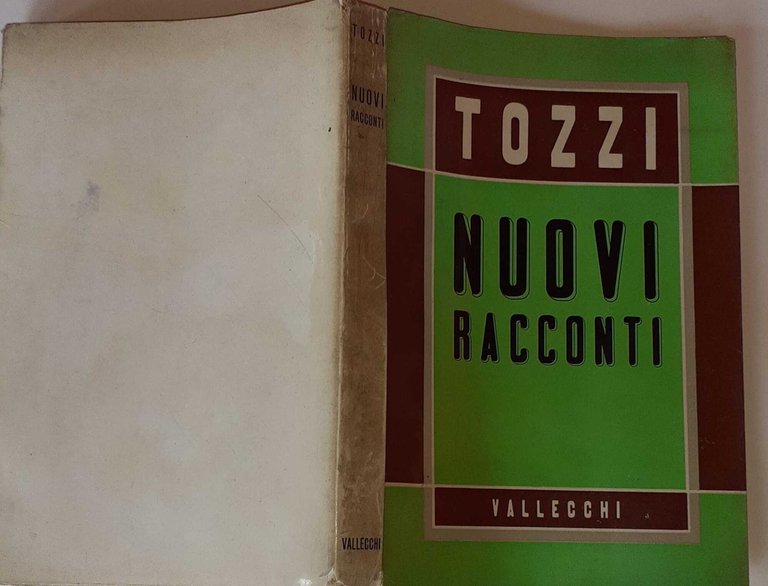 TOZZI
NUOVI
RACCONTI
VALLECCHI
TOZZI
NUOVI
RACCONTI
VALLECCHI